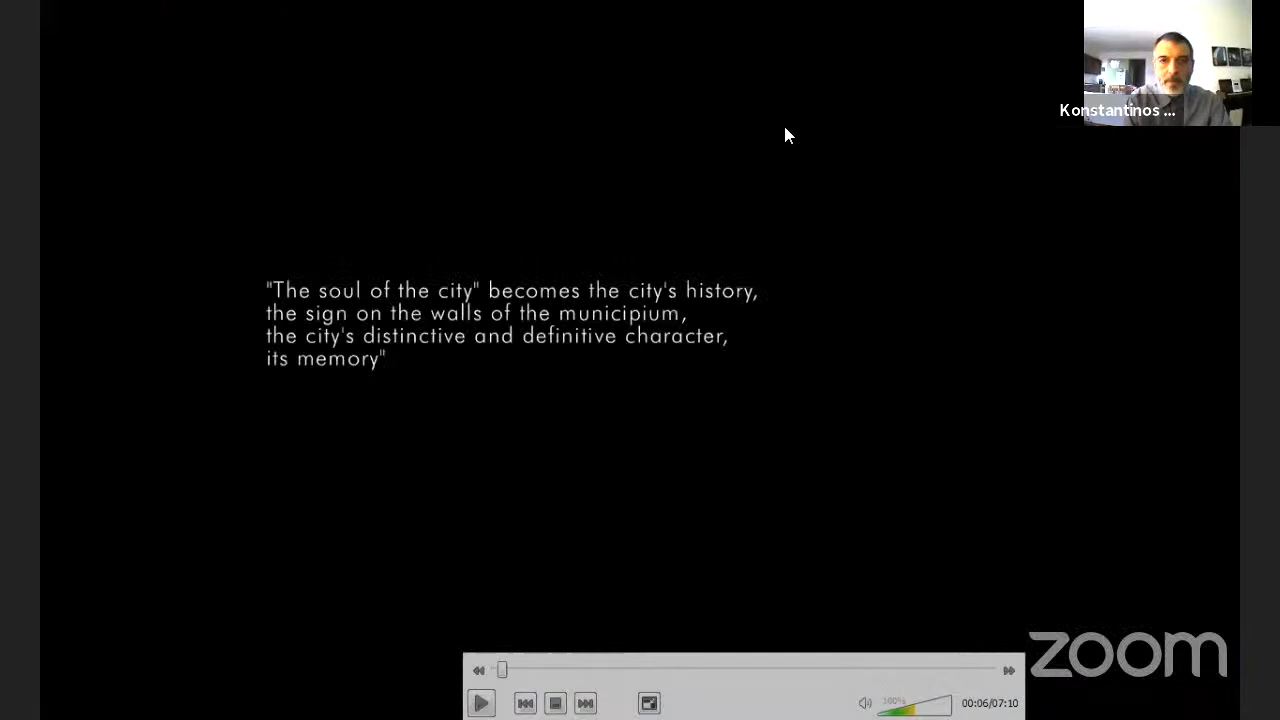 Konstantinos ...
"The soul of the city" becomes the city's history,
the sign on the walls of the municipium,
the city's distinctive and definitive character,
its memory"
zoom
100%
00:06/07:10